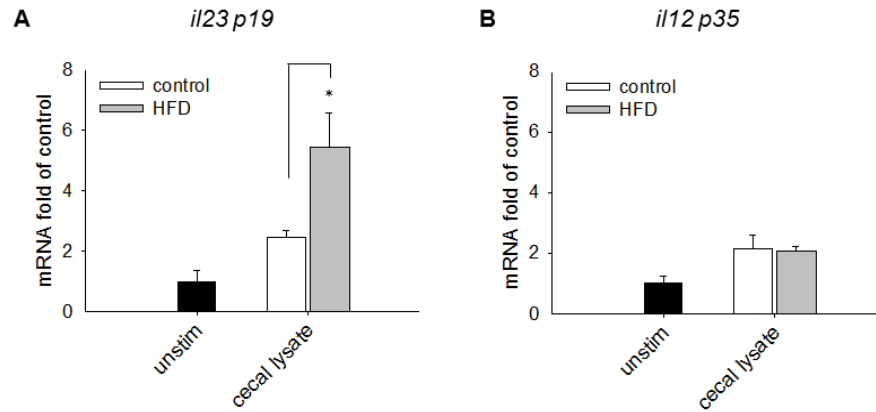 A
il23 p19
mRNA fold of control
8
6
4
2
0
control
HFD
*
unstim
cecal lysate
B
il12 p35
mRNA fold of control
8
6
4
2
0
control
HFD
unstim
cecal lysate